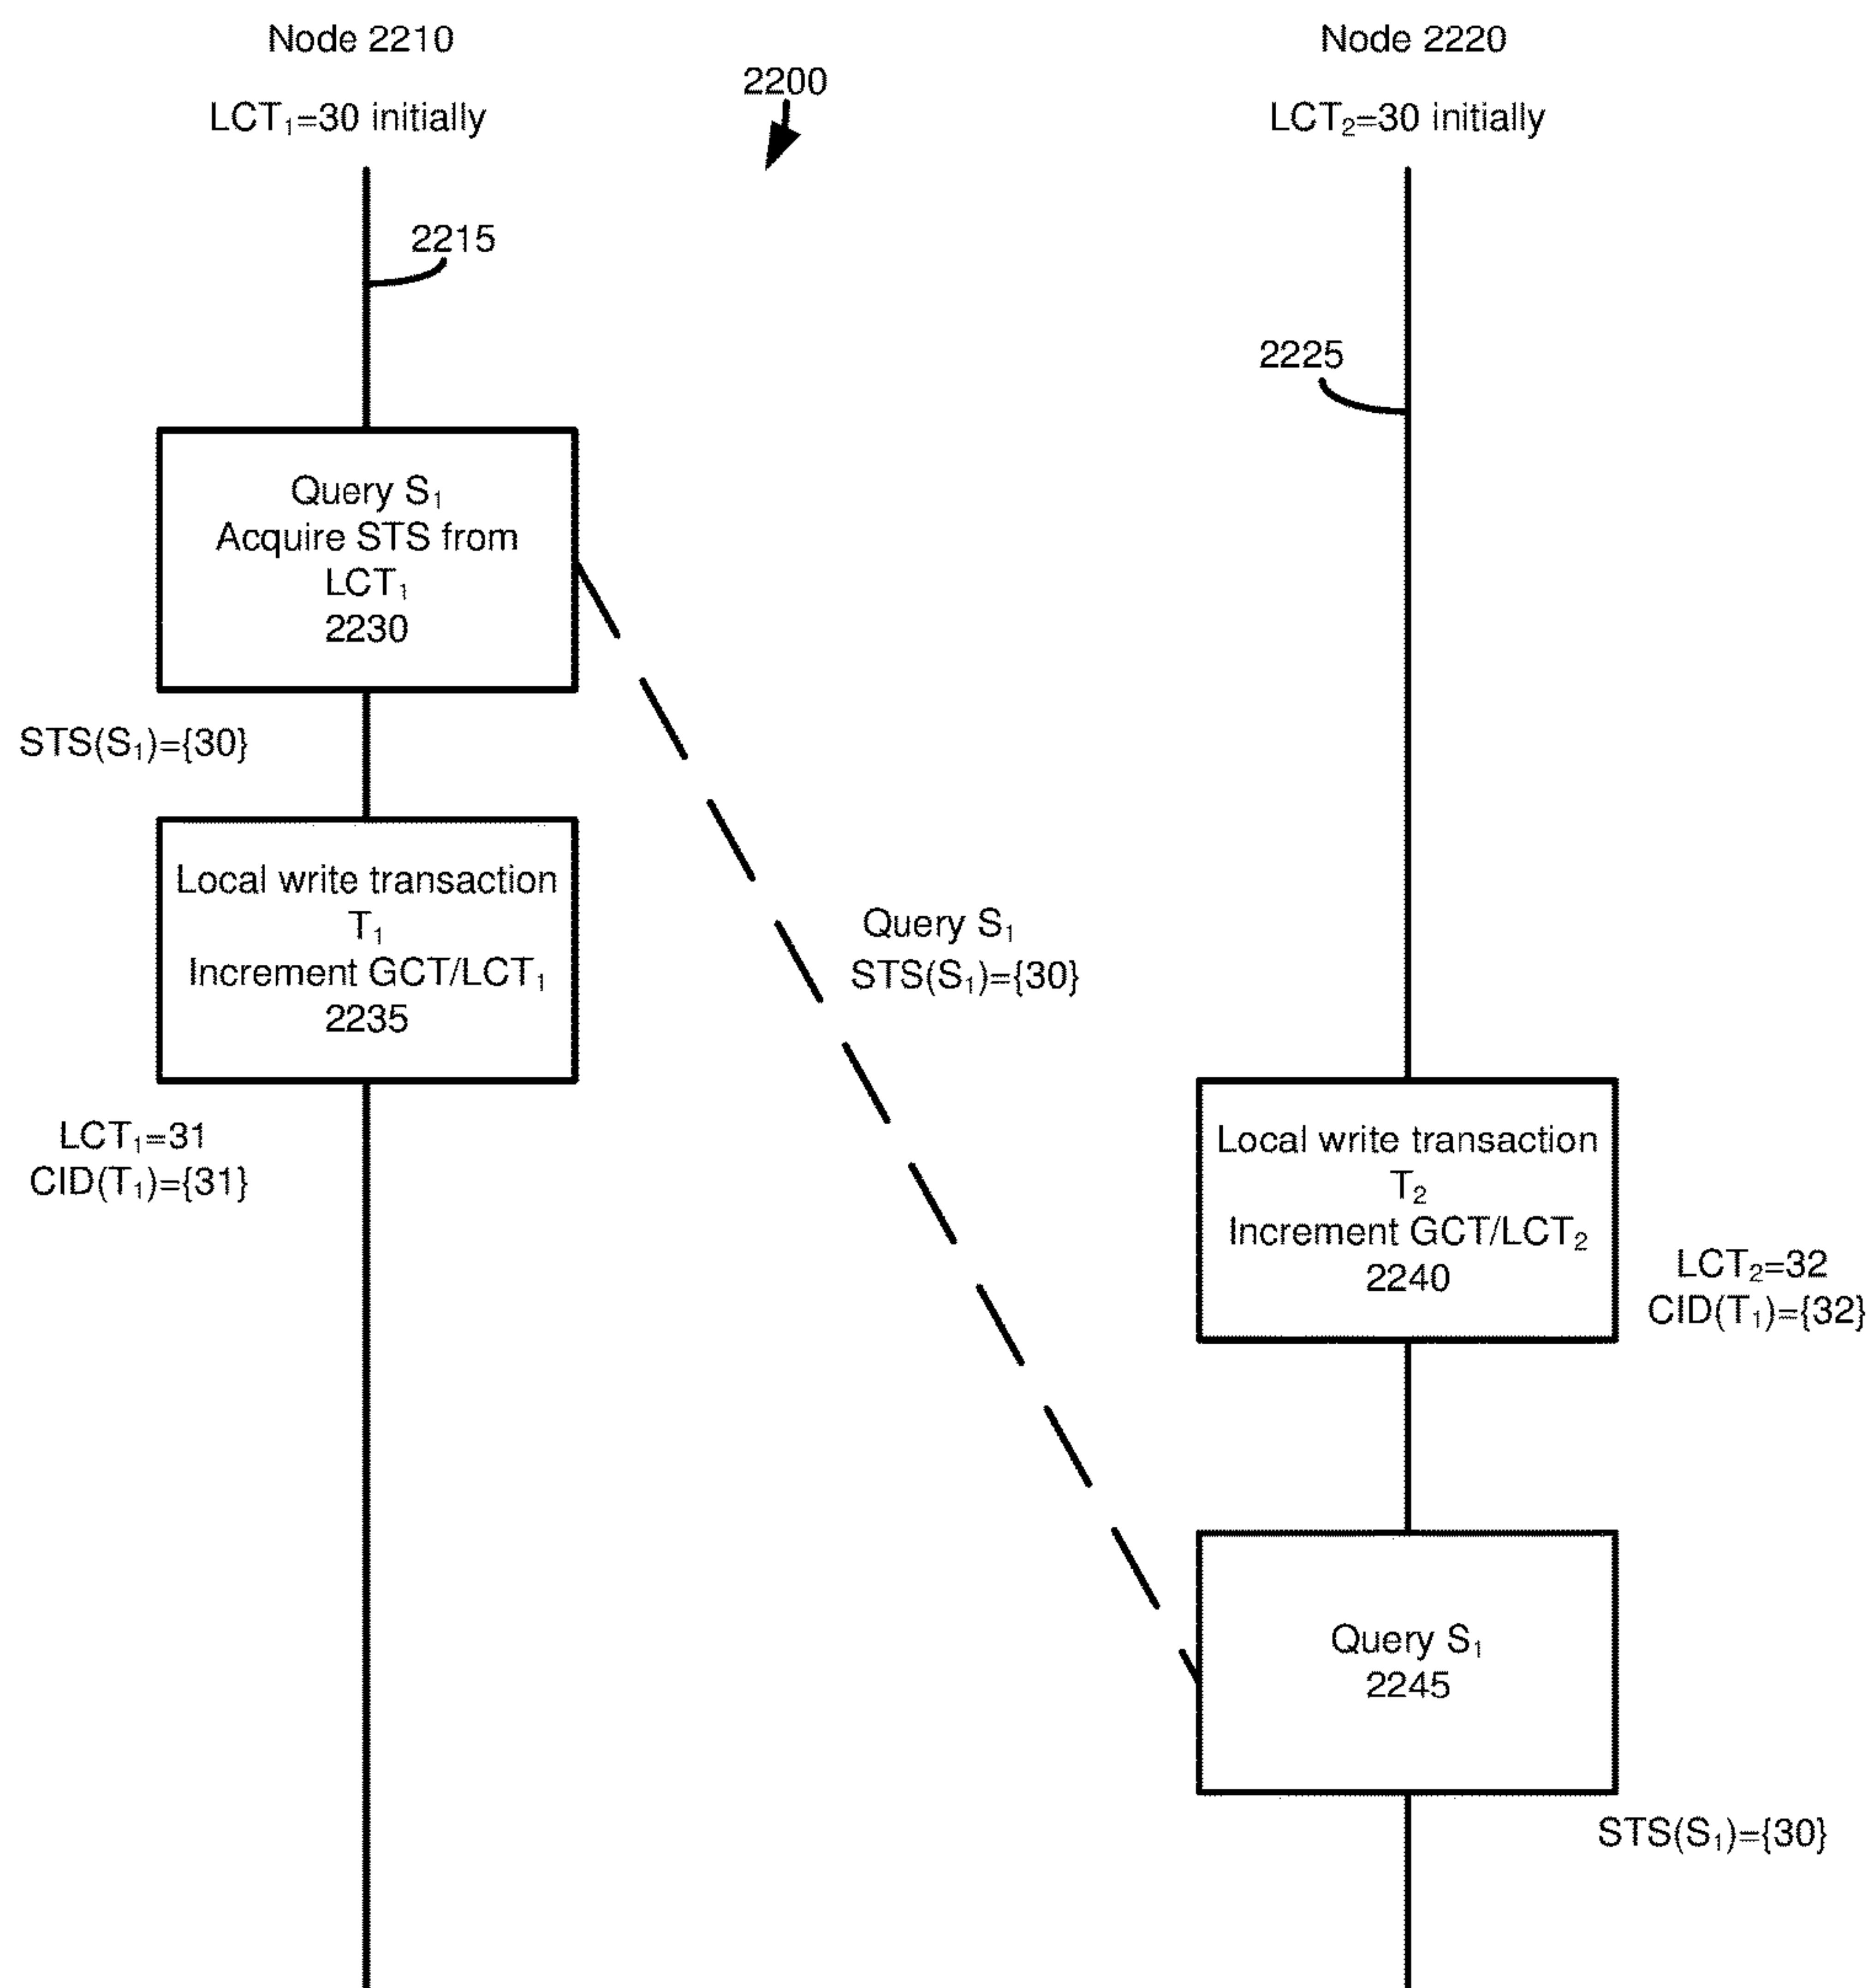 Node 2210
LCT₁=30 initially
2200
Node 2220
LCT₂=30 initially
2215
2225
Query S₁
Acquire STS from
LCT₁
2230
STS(S₁)={30}
Local write transaction
T₁
Increment GCT/LCT₁
2235
Query S₁
STS(S₁)={30}
LCT₁=31
CID(T₁)={31}
Local write transaction
T₂
Increment GCT/LCT₂
2240
LCT₂=32
CID(T₁)={32}
Query S₁
2245
STS(S₁)={30}